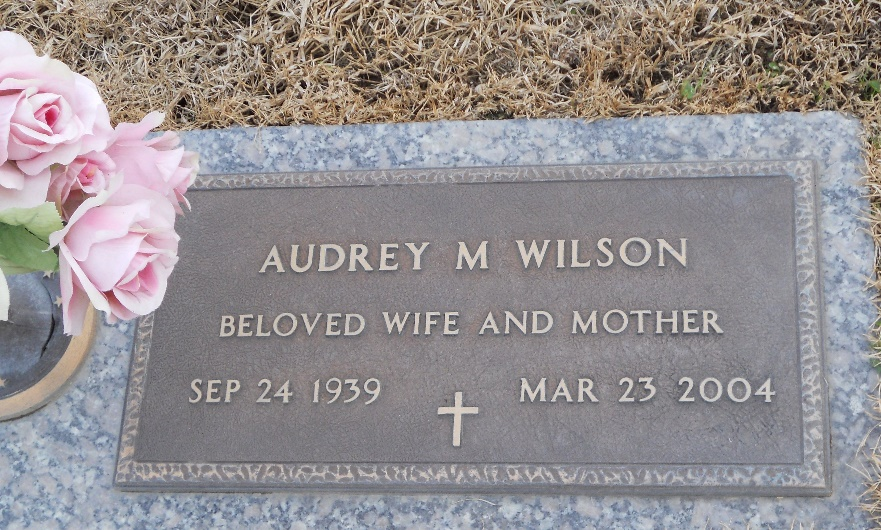 AUDREY M WILSON
BELOVED WIFE AND MOTHER
SEP 24 1939 MAR 23 2004